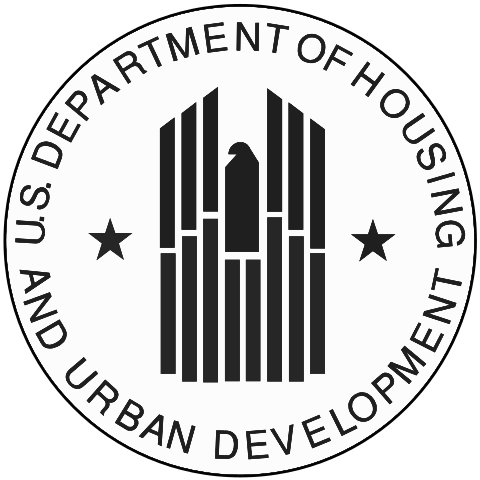 U.S. DEPARTMENT OF HOUSING
AND URBAN DEVELOPMENT